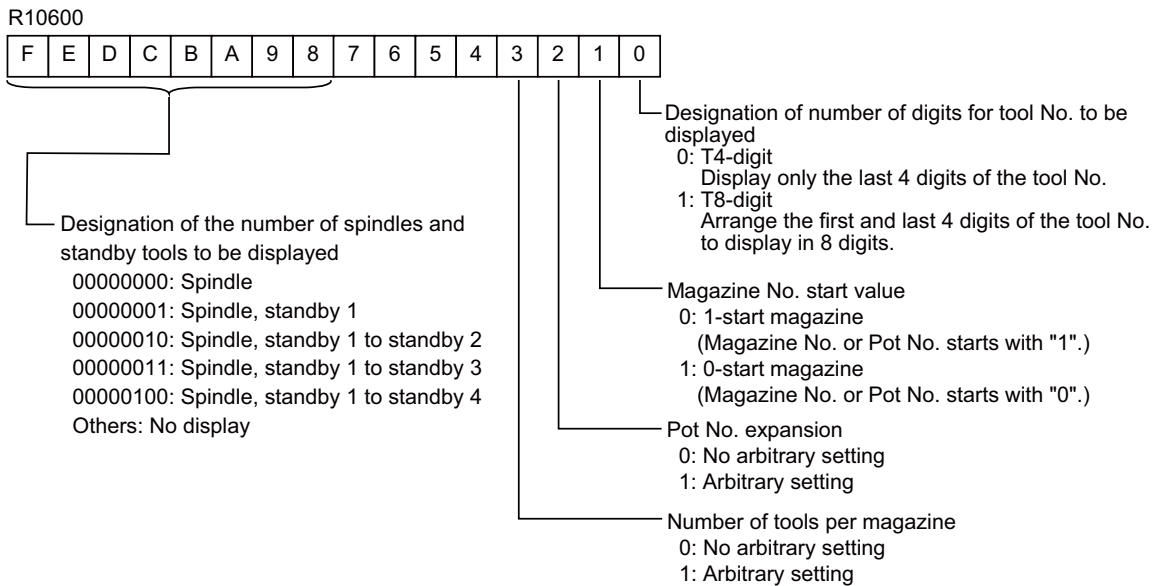 R10600
F E D C B A 9 8 7 6 5 4 3 2 1 0
Designation of number of digits for tool No. to be
displayed
0: T4-digit
Display only the last 4 digits of the tool No.
1: T8-digit
Arrange the first and last 4 digits of the tool No.
to display in 8 digits.
Magazine No. start value
0: 1-start magazine
(Magazine No. or Pot No. starts with "1".)
1: 0-start magazine
(Magazine No. or Pot No. starts with "0".)
Pot No. expansion
0: No arbitrary setting
1: Arbitrary setting
Number of tools per magazine
0: No arbitrary setting
1: Arbitrary setting
Designation of the number of spindles and
standby tools to be displayed
00000000: Spindle
00000001: Spindle, standby 1
00000010: Spindle, standby 1 to standby 2
00000011: Spindle, standby 1 to standby 3
00000100: Spindle, standby 1 to standby 4
Others: No display